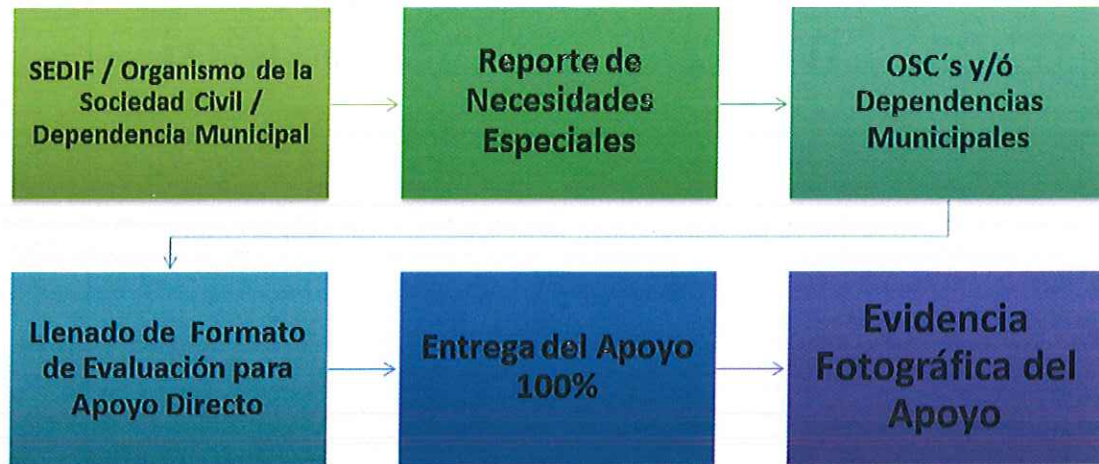 SEDIF / Organismo de la
Sociedad Civil /
Dependencia Municipal
Reporte de
Necesidades
Especiales
OSC's y/ó
Dependencias
Municipales
Llenado de Formato
de Evaluación para
Apoyo Directo
Entrega del Apoyo
100%
Evidencia
Fotográfica del
Apoyo